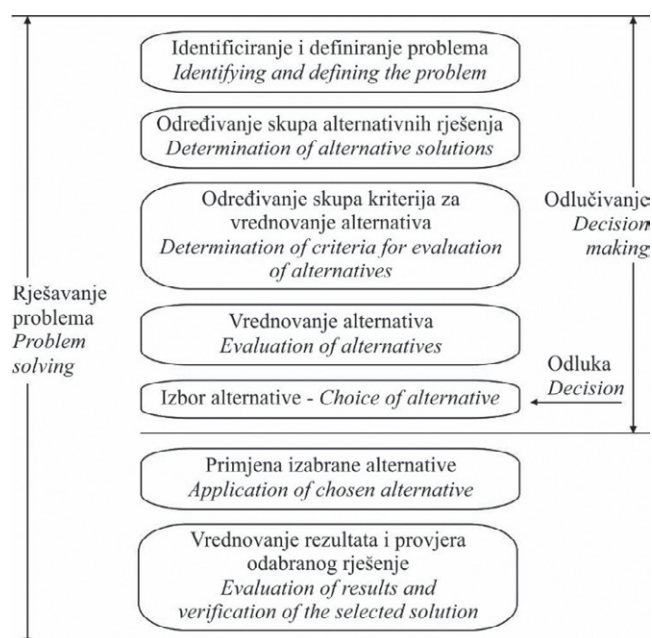 Identificiranje i definiranje problema
Identifying and defining the problem
Određivanje skupa alternativnih rješenja
Determination of alternative solutions
Određivanje skupa kriterija za
vrednovanje alternativa
Determination of criteria for evaluation
of alternatives
Odlučivanje
Decision
making
Rješavanje
problema
Problem
solving
Vrednovanje alternativa
Evaluation of alternatives
Odluka
Decision
Izbor alternative - Choice of alternative
Primjena izabrane alternative
Application of chosen alternative
Vrednovanje rezultata i provjera
odabranog rješenje
Evaluation of results and
verification of the selected solution